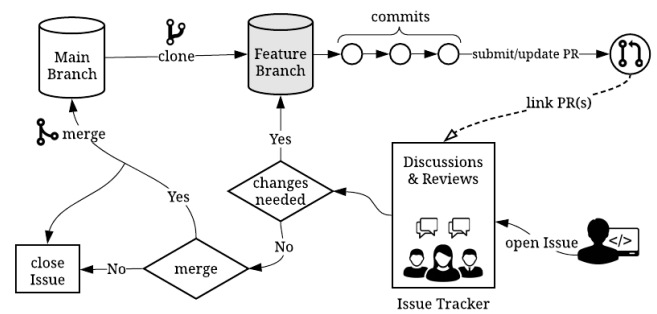 commits
Main
Branch
clone
Feature
Branch
submit/update PR
link PR(s)
merge
Yes
Discussions
& Reviews
changes
needed
Yes
No
open Issue
</>
close
Issue
No
merge
Issue Tracker